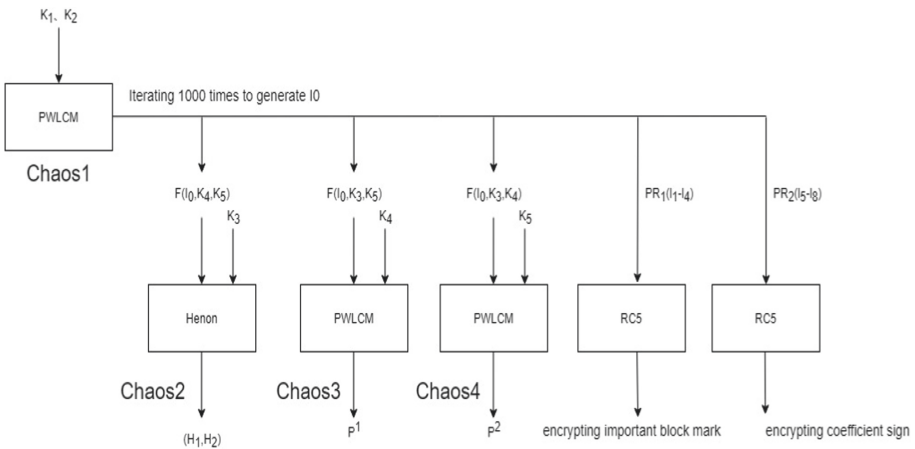 K₁、K₂
Iterating 1000 times to generate I0
PWLCM
Chaos1
F(I₀,K₄,K₅) F(I₀,K₃,K₅) F(I₀,K₃,K₄) PR₁(I₁-I₄) PR₂(I₅-I₈)
K₃ K₄ K₅
Henon PWLCM PWLCM RC5 RC5
Chaos2 Chaos3 Chaos4
(H₁,H₂) P¹ P² encrypting important block mark encrypting coefficient sign